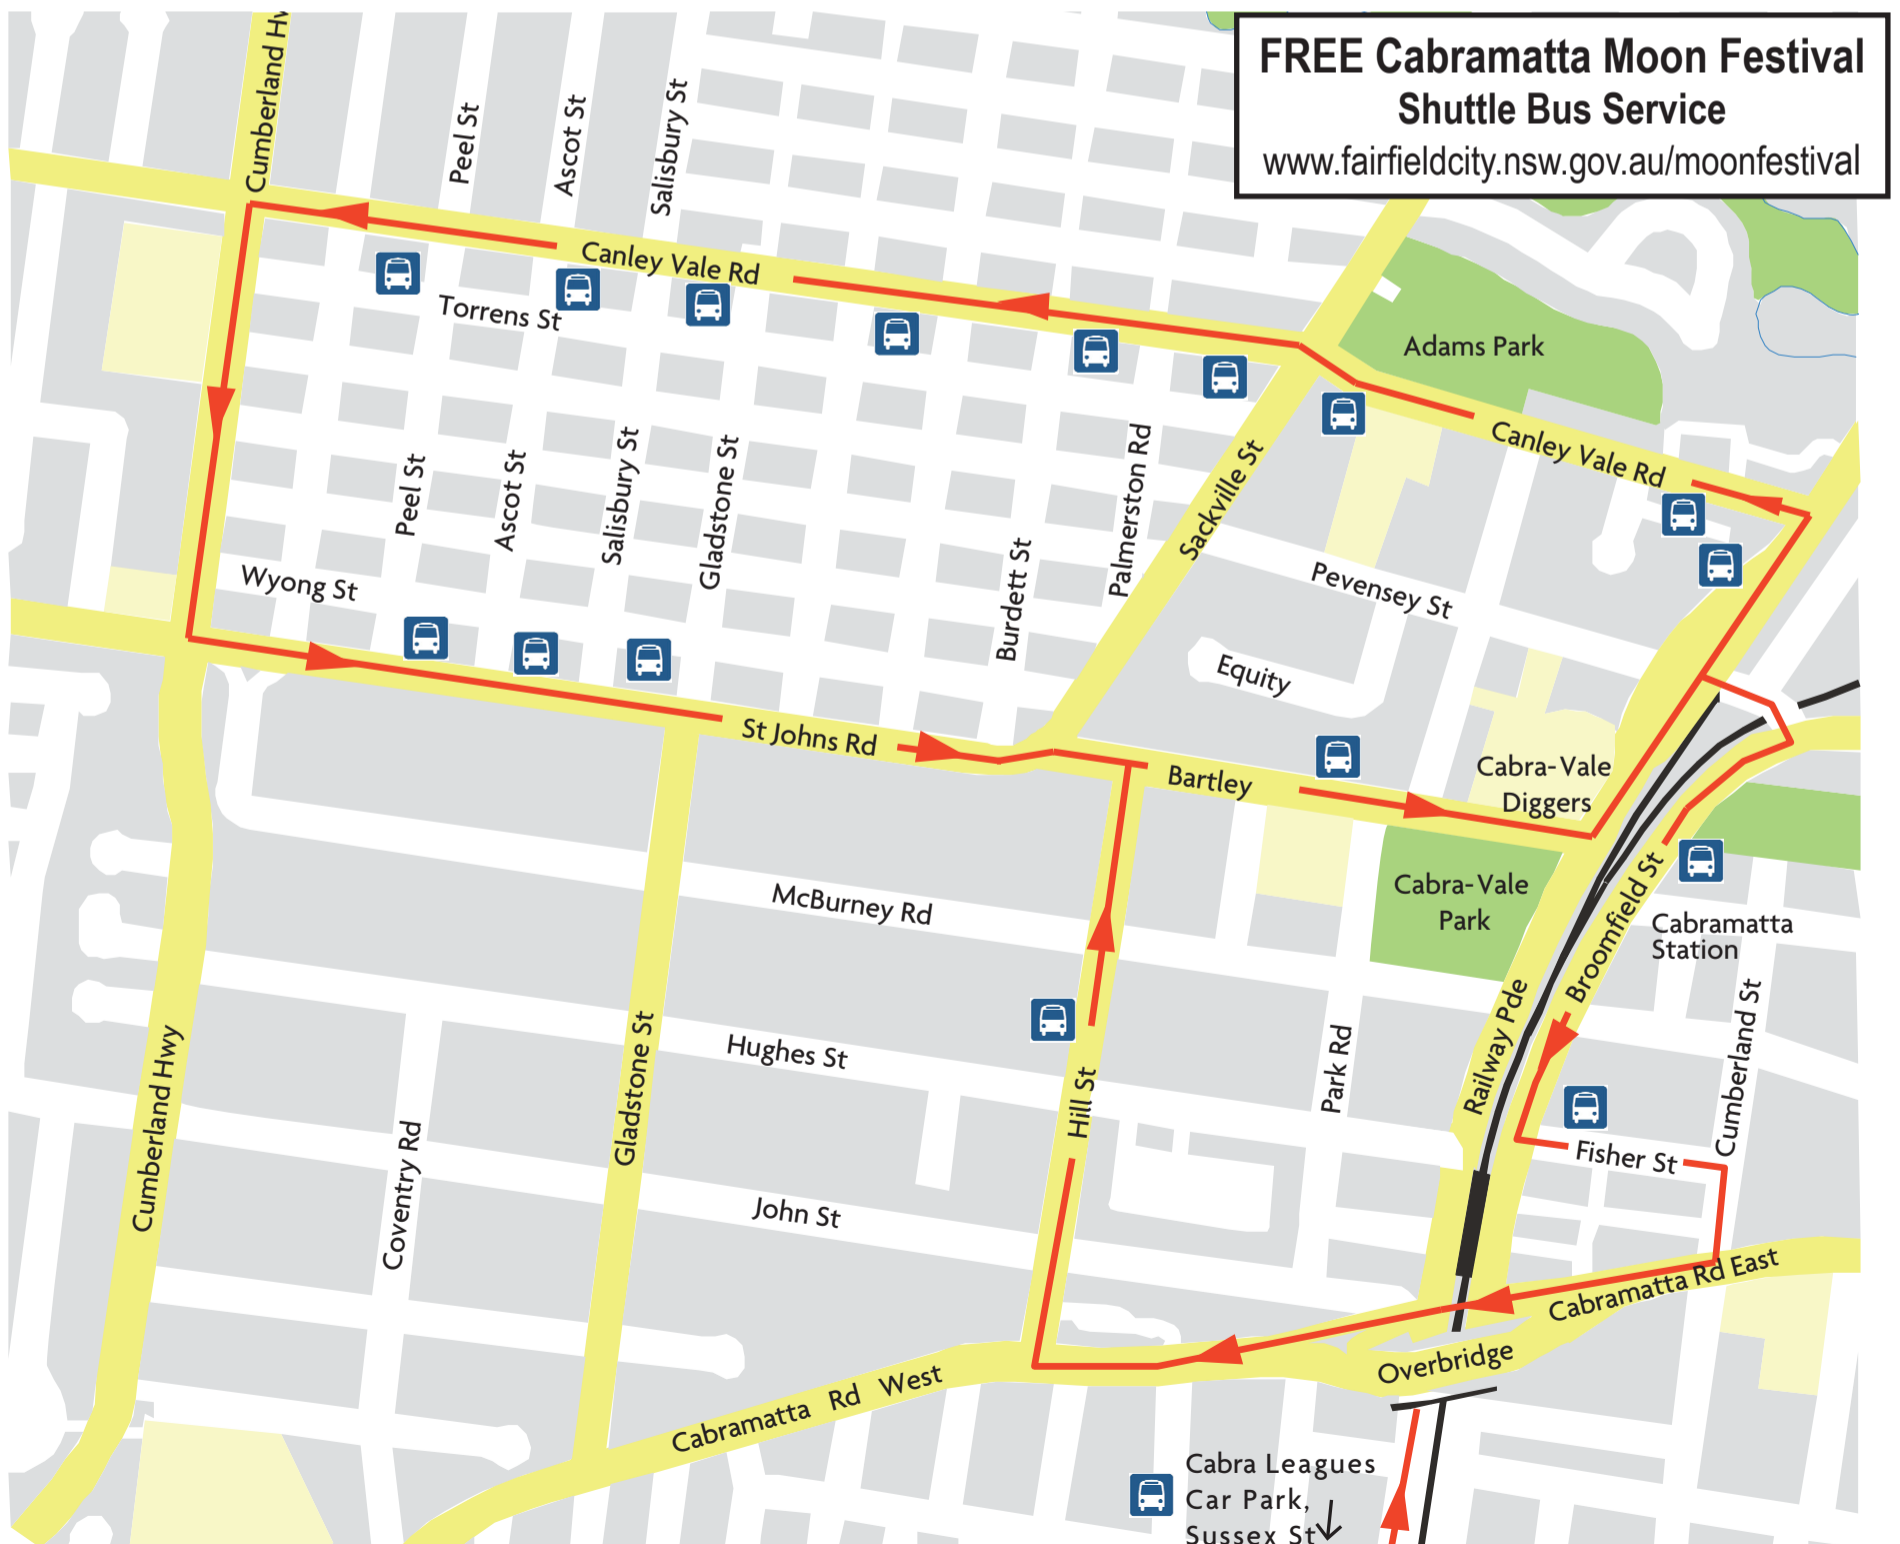 FREE Cabramatta Moon Festival
Shuttle Bus Service
www.fairfieldcity.nsw.gov.au/moonfestival
Cumberland Hw
Peel St
Ascot St
Salisbury St
Canley Vale Rd
Torrens St
Adams Park
Canley Vale Rd
Peel St
Ascot St
Salisbury St
Gladstone St
Palmerston Rd
Sackville St
Burdett St
Wyong St
Pevensey St
Equity
St Johns Rd
Bartley
Cabra-Vale
Diggers
McBurney Rd
Cabra-Vale
Park
Broomfield St
Cabramatta
Station
Railway Pde
Cumberland St
Cumberland Hwy
Gladstone St
Hughes St
Hill St
Park Rd
Coventry Rd
Fisher St
John St
Cabramatta Rd East
Overbridge
Cabramatta Rd West
Cabra Leagues
Car Park,
Sussex St